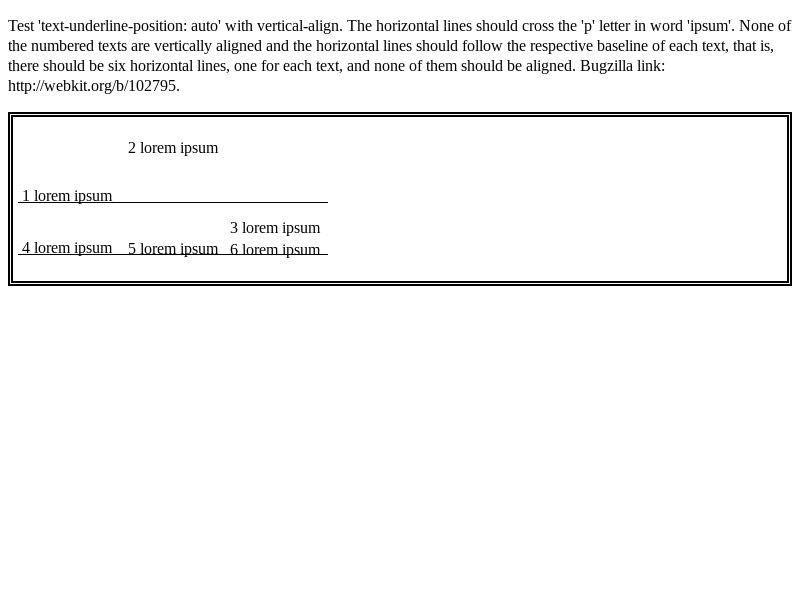 Test 'text-underline-position: auto' with vertical-align. The horizontal lines should cross the 'p' letter in word 'ipsum'. None of
the numbered texts are vertically aligned and the horizontal lines should follow the respective baseline of each text, that is,
there should be six horizontal lines, one for each text, and none of them should be aligned. Bugzilla link:
http://webkit.org/b/102795.
2 lorem ipsum
1 lorem ipsum
3 lorem ipsum
4 lorem ipsum 5 lorem ipsum 6 lorem ipsum